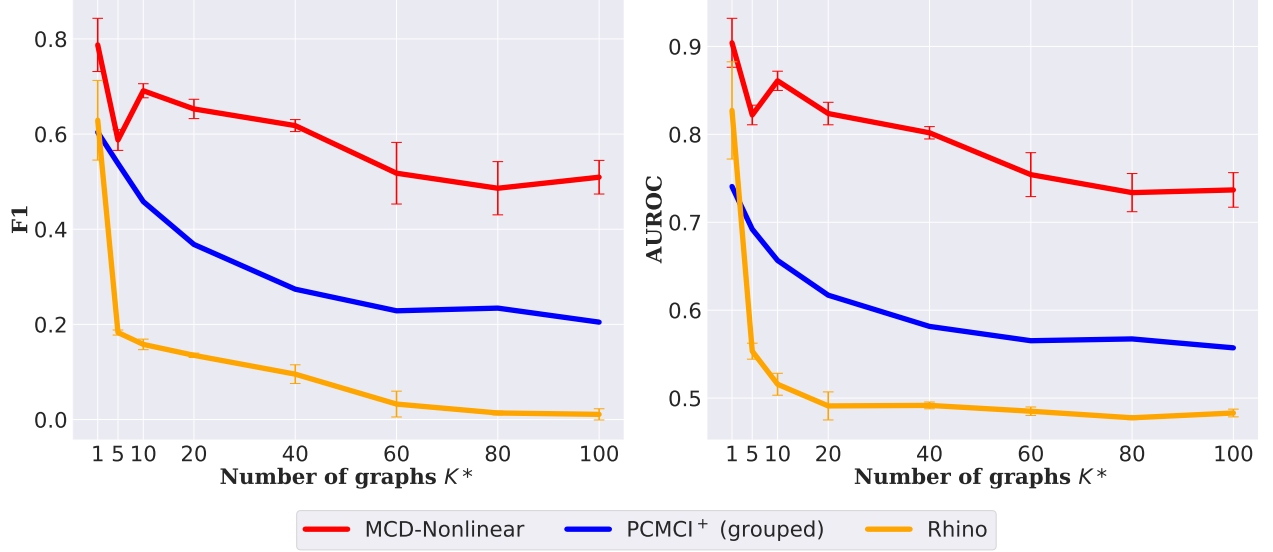 F1
0.8
0.6
0.4
0.2
0.0
1 5 10 20 40 60 80 100
Number of graphs K*
AUROC
0.9
0.8
0.7
0.6
0.5
1 5 10 20 40 60 80 100
Number of graphs K*
MCD-Nonlinear PCMCI⁺ (grouped) Rhino